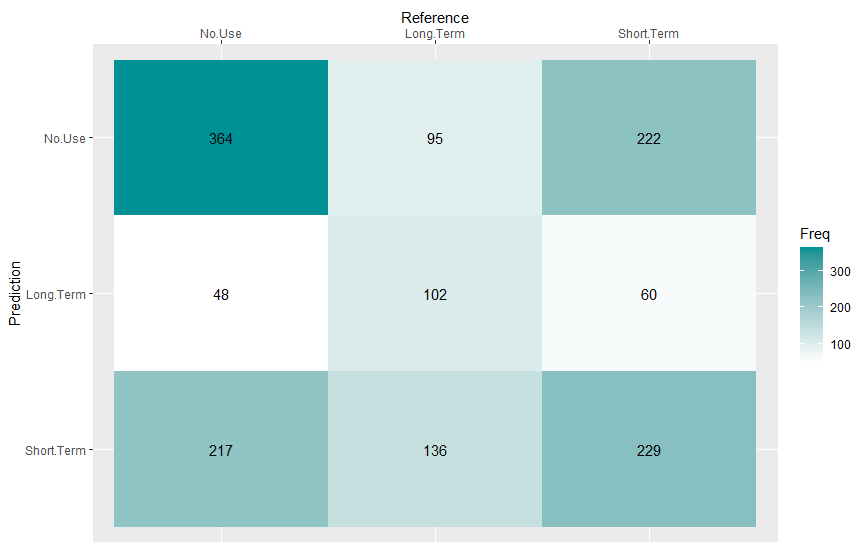 Reference
No.Use Long.Term Short.Term
No.Use 364 95 222
Prediction
Long.Term 48 102 60
Short.Term 217 136 229
Freq
300
200
100